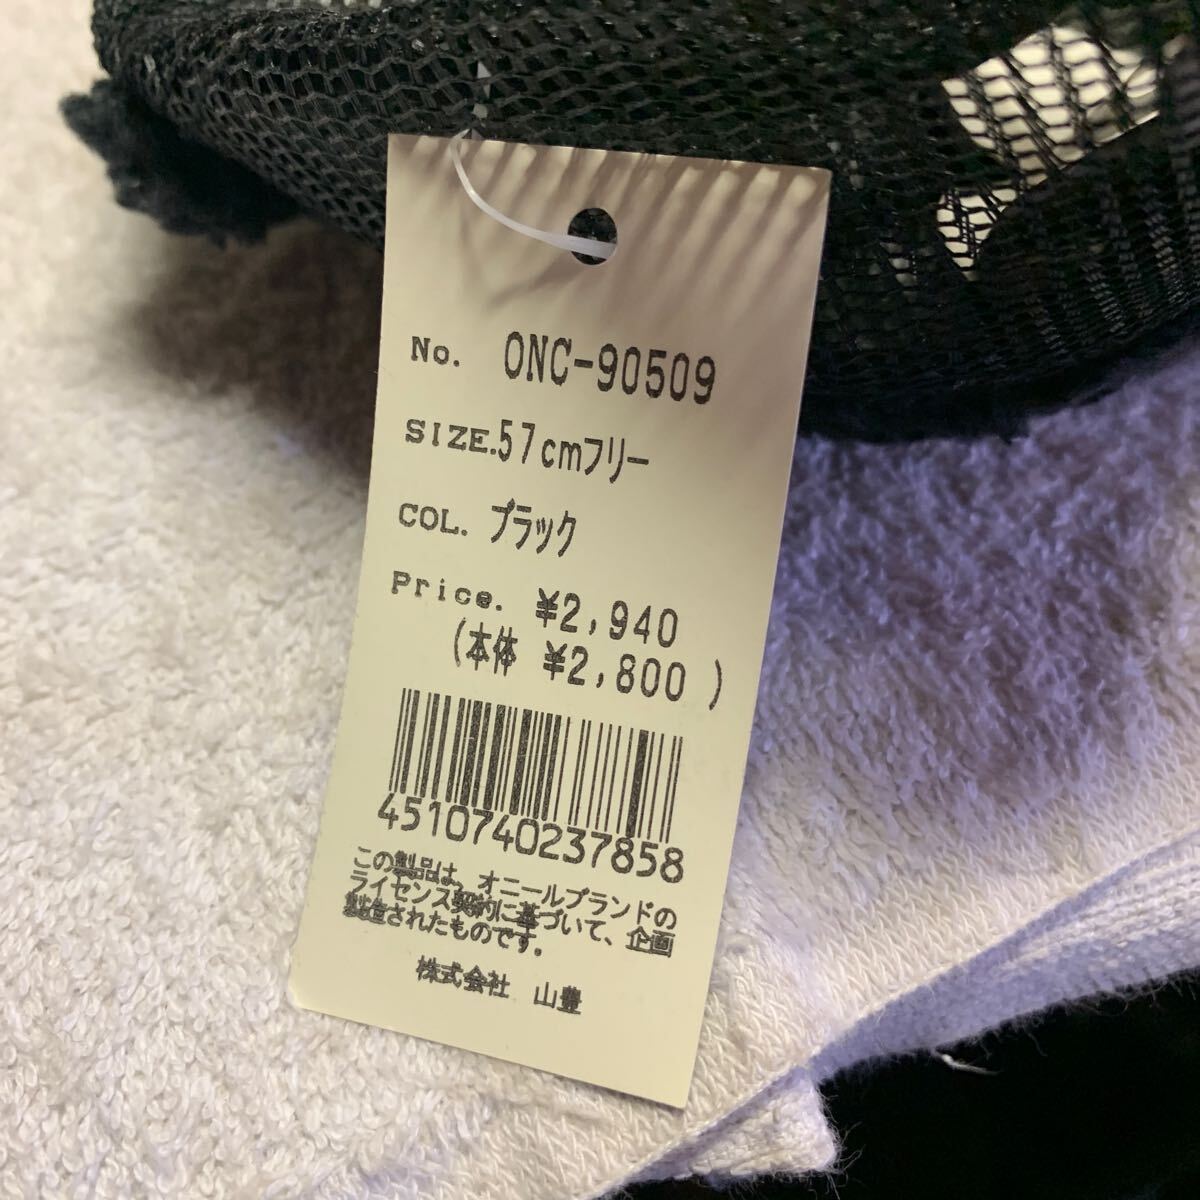 No. ONC-90509
SIZE.57cmフリー
COL. ブラック
Price. ¥2,940
(本体 ¥2,800 )
4510740237858
この製品は、オニールブランドの
ライセンス契約に基づいて、企画
製造されたものです.
株式会社 山豊